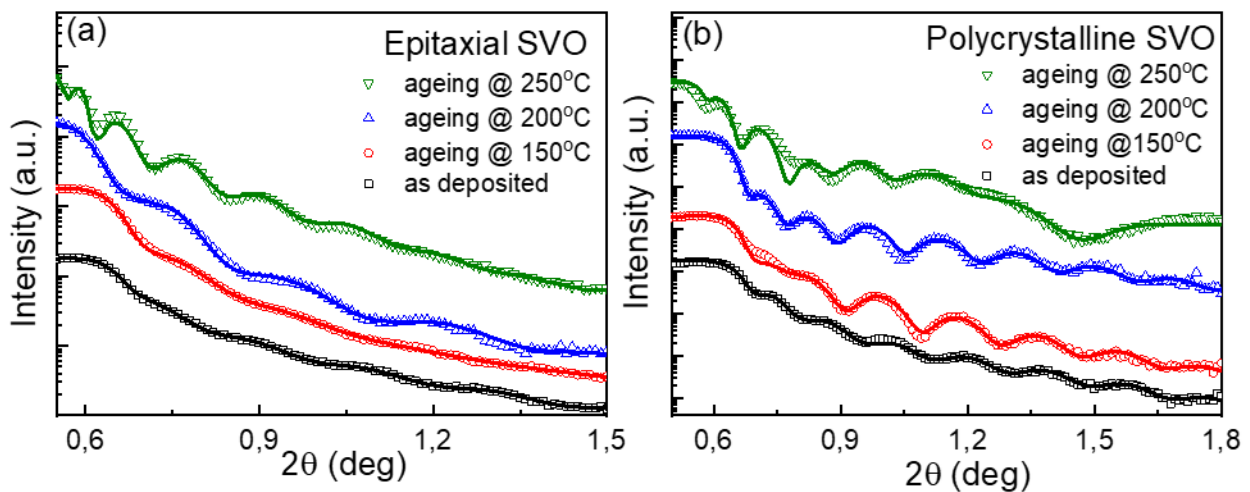 (a)
Epitaxial SVO
ageing @ 250°C
ageing @ 200°C
ageing @ 150°C
as deposited
Intensity (a.u.)
0,6 0,9 1,2 1,5
2θ (deg)
(b)
Polycrystalline SVO
ageing @ 250°C
ageing @ 200°C
ageing @150°C
as deposited
Intensity (a.u.)
0,6 0,9 1,2 1,5 1,8
2θ (deg)